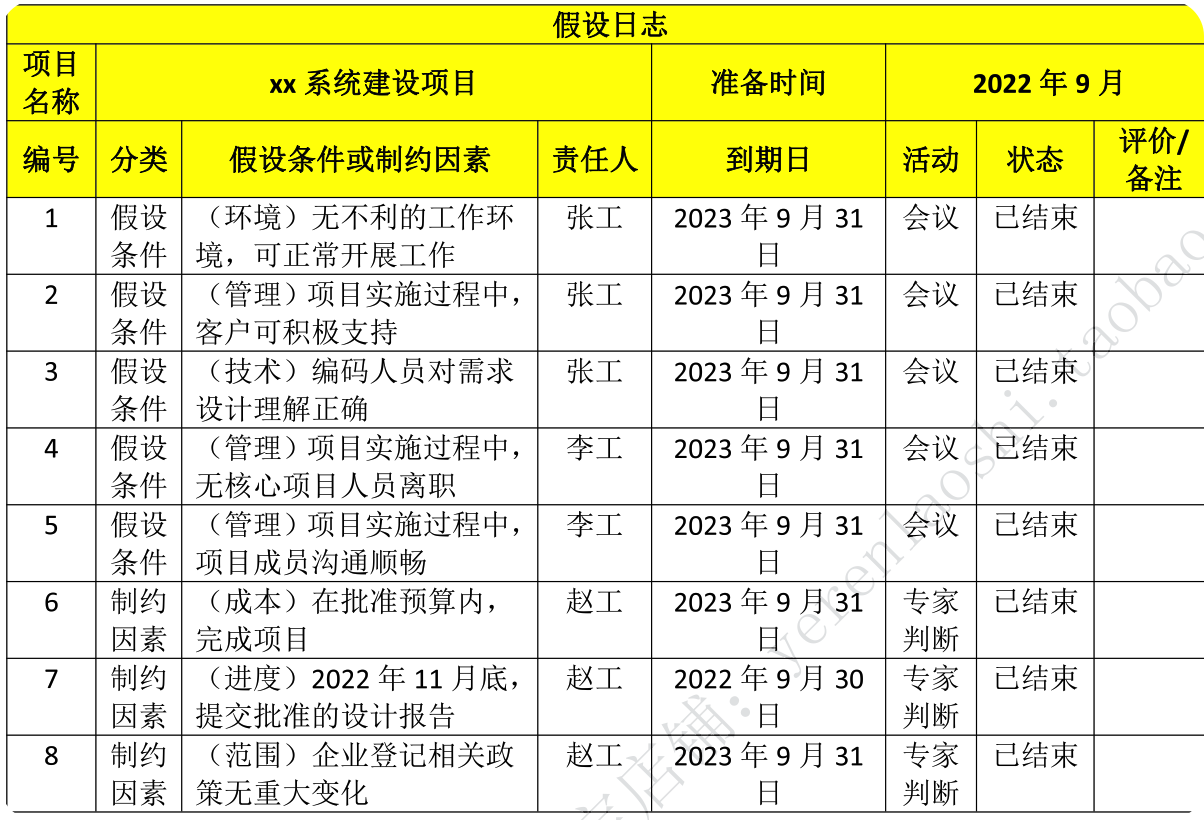 假设日志
项目
名称
xx 系统建设项目
准备时间
2022 年 9 月
编号
分类
假设条件或制约因素
责任人
到期日
活动
状态
评价/
备注
1
假设
条件
（环境）无不利的工作环
境，可正常开展工作
张工
2023 年 9 月 31
日
会议
已结束
2
假设
条件
（管理）项目实施过程中，
客户可积极支持
张工
2023 年 9 月 31
日
会议
已结束
3
假设
条件
（技术）编码人员对需求
设计理解正确
张工
2023 年 9 月 31
日
会议
已结束
4
假设
条件
（管理）项目实施过程中，
无核心项目人员离职
李工
2023 年 9 月 31
日
会议
已结束
5
假设
条件
（管理）项目实施过程中，
项目成员沟通顺畅
李工
2023 年 9 月 31
日
会议
已结束
6
制约
因素
（成本）在批准预算内，
完成项目
赵工
2023 年 9 月 31
日
专家
判断
已结束
7
制约
因素
（进度）2022 年 11 月底，
提交批准的设计报告
赵工
2022 年 9 月 30
日
专家
判断
已结束
8
制约
因素
（范围）企业登记相关政
策无重大变化
赵工
2023 年 9 月 31
日
专家
判断
已结束
店铺：yerenlaoshi.taobao